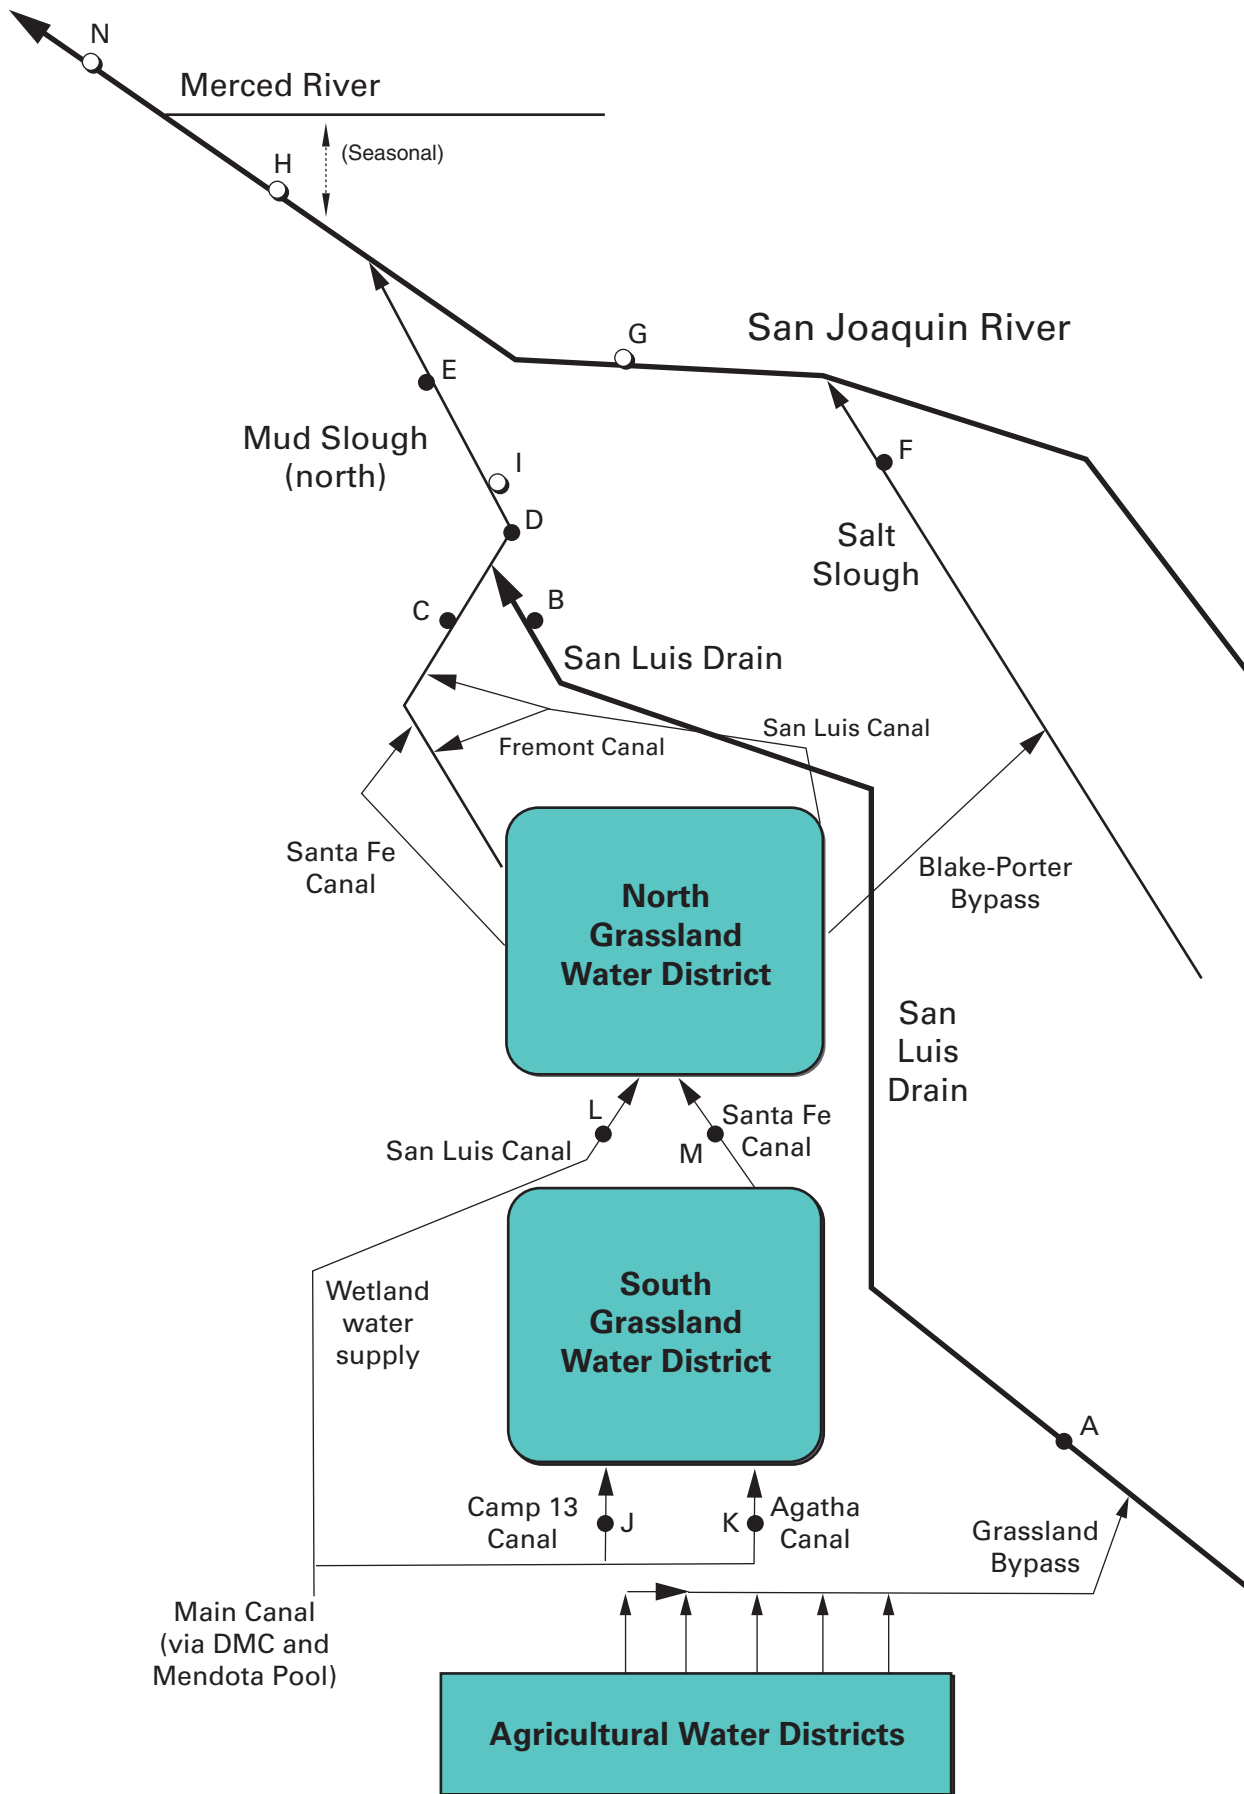 N
Merced River
(Seasonal)
H
San Joaquin River
G
E
Mud Slough
(north)
F
I
D
Salt
Slough
C
B
San Luis Drain
San Luis Canal
Fremont Canal
Santa Fe
Canal
North
Grassland
Water District
Blake-Porter
Bypass
San
Luis
Drain
L
Santa Fe
Canal
San Luis Canal
M
Wetland
water
supply
South
Grassland
Water District
A
Camp 13
Canal
J
K
Agatha
Canal
Grassland
Bypass
Main Canal
(via DMC and
Mendota Pool)
Agricultural Water Districts